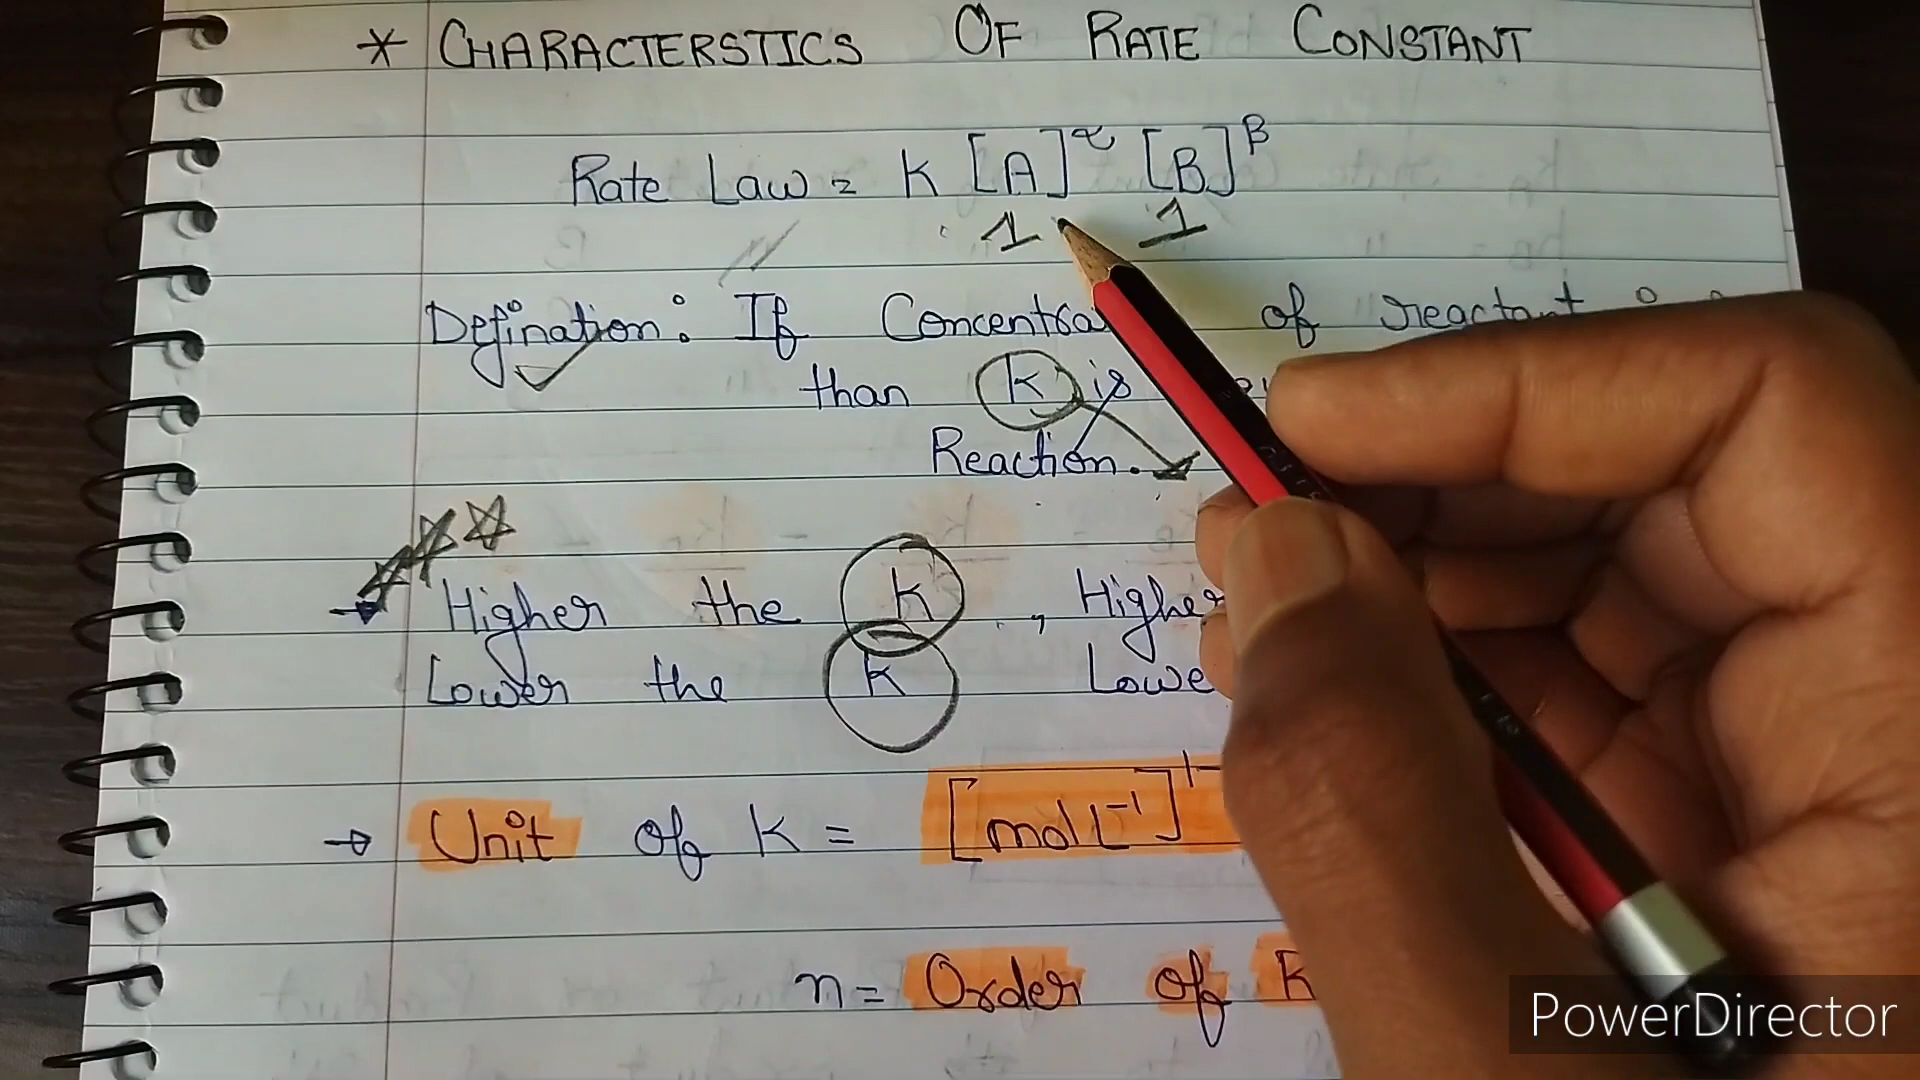 * CHARACTERSTICS OF RATE CONSTANT
Rate Law = K [A]^α [B]^β
1 1
Defination: If Concentra of reactant
than K is
Reaction.
→ Higher the K, Higher
Lower the K Lowe
→ Unit of K = [mol L⁻¹]¹⁻
n = Order of R
PowerDirector